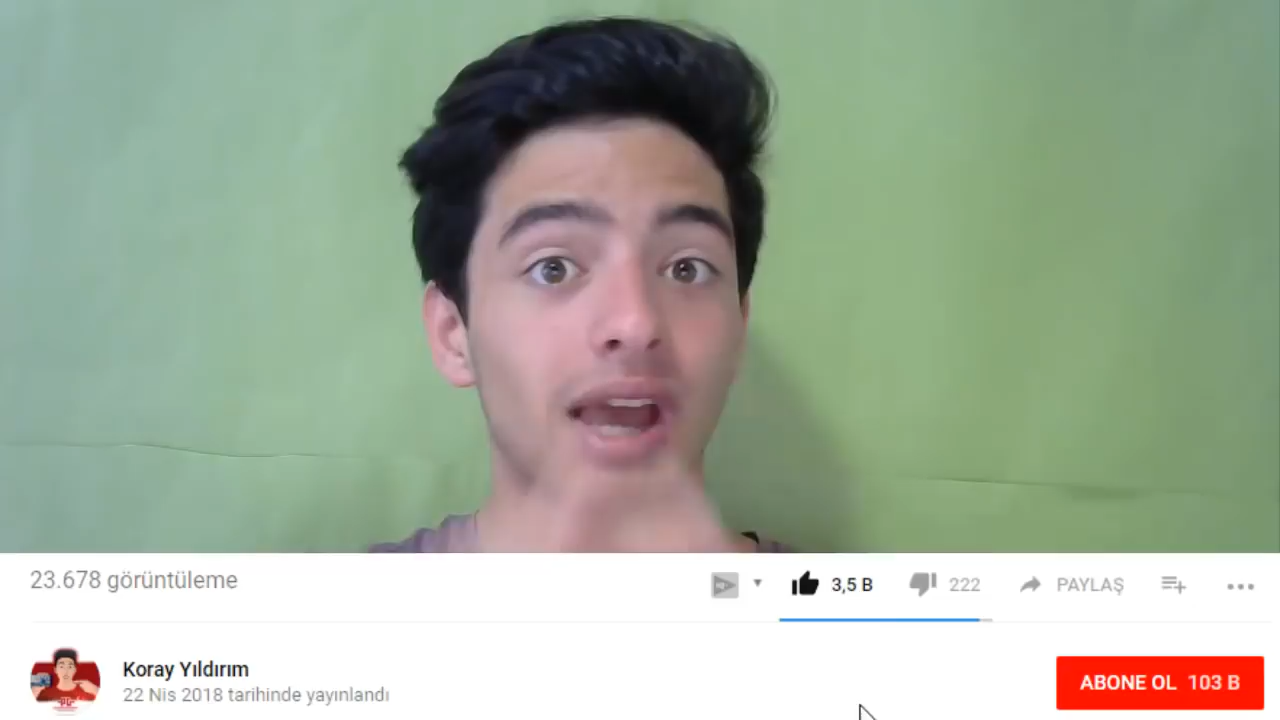 23.678 görüntüleme
3,5 B
222
PAYLAŞ
Koray Yıldırım
22 Nis 2018 tarihinde yayınlandı
ABONE OL 103 B